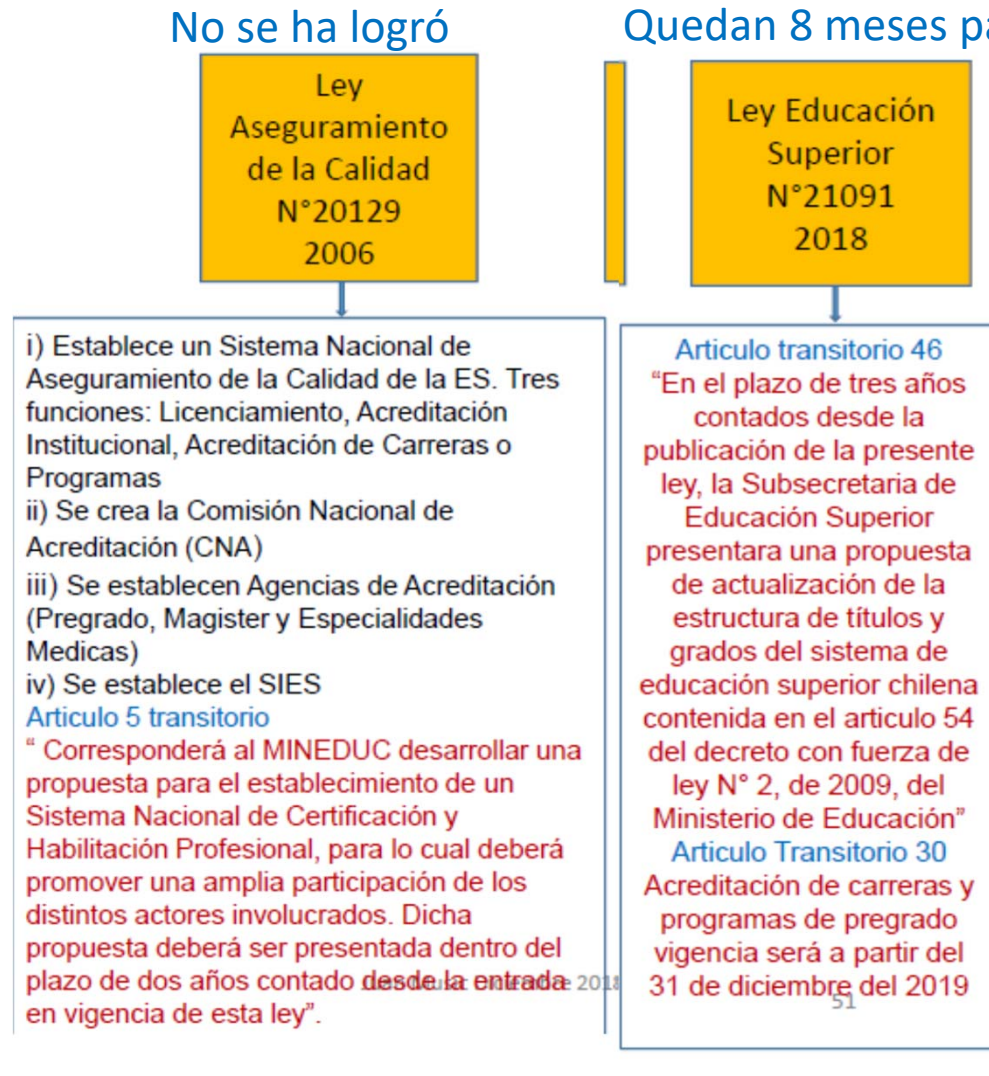 No se ha logró
Ley
Aseguramiento
de la Calidad
N°20129
2006
i) Establece un Sistema Nacional de
Aseguramiento de la Calidad de la ES. Tres
funciones: Licenciamiento, Acreditación
Institucional, Acreditación de Carreras o
Programas
ii) Se crea la Comisión Nacional de
Acreditación (CNA)
iii) Se establecen Agencias de Acreditación
(Pregrado, Magister y Especialidades
Medicas)
iv) Se establece el SIES
Articulo 5 transitorio
“ Corresponderá al MINEDUC desarrollar una
propuesta para el establecimiento de un
Sistema Nacional de Certificación y
Habilitación Profesional, para lo cual deberá
promover una amplia participación de los
distintos actores involucrados. Dicha
propuesta deberá ser presentada dentro del
plazo de dos años contado desde la entrada
en vigencia de esta ley”.
2018
Quedan 8 meses pa
Ley Educación
Superior
N°21091
2018
Articulo transitorio 46
“En el plazo de tres años
contados desde la
publicación de la presente
ley, la Subsecretaria de
Educación Superior
presentara una propuesta
de actualización de la
estructura de títulos y
grados del sistema de
educación superior chilena
contenida en el articulo 54
del decreto con fuerza de
ley N° 2, de 2009, del
Ministerio de Educación”
Articulo Transitorio 30
Acreditación de carreras y
programas de pregrado
vigencia será a partir del
31 de diciembre del 2019
51